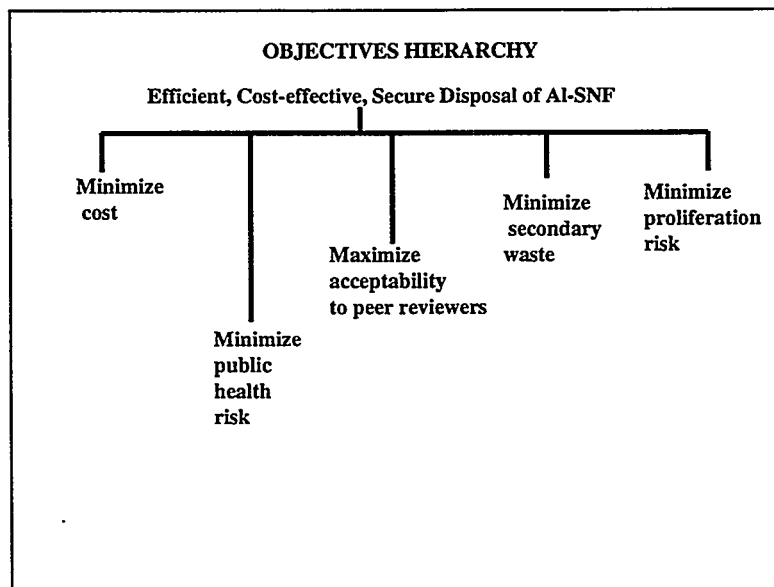 OBJECTIVES HIERARCHY
Efficient, Cost-effective, Secure Disposal of Al-SNF
Minimize
cost
Minimize
public
health
risk
Maximize
acceptability
to peer reviewers
Minimize
secondary
waste
Minimize
proliferation
risk